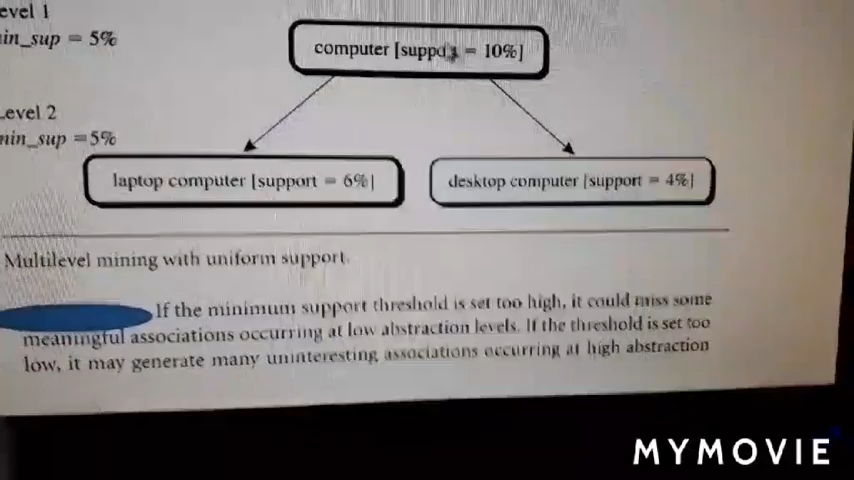 evel 1
in_sup = 5%
computer [support = 10%]
Level 2
min_sup = 5%
laptop computer [support = 6%]
desktop computer [support = 4%]
Multilevel mining with uniform support.
If the minimum support threshold is set too high, it could miss some
meaningful associations occurring at low abstraction levels. If the threshold is set too
low, it may generate many uninteresting associations occurring at high abstraction
MYMOVIE